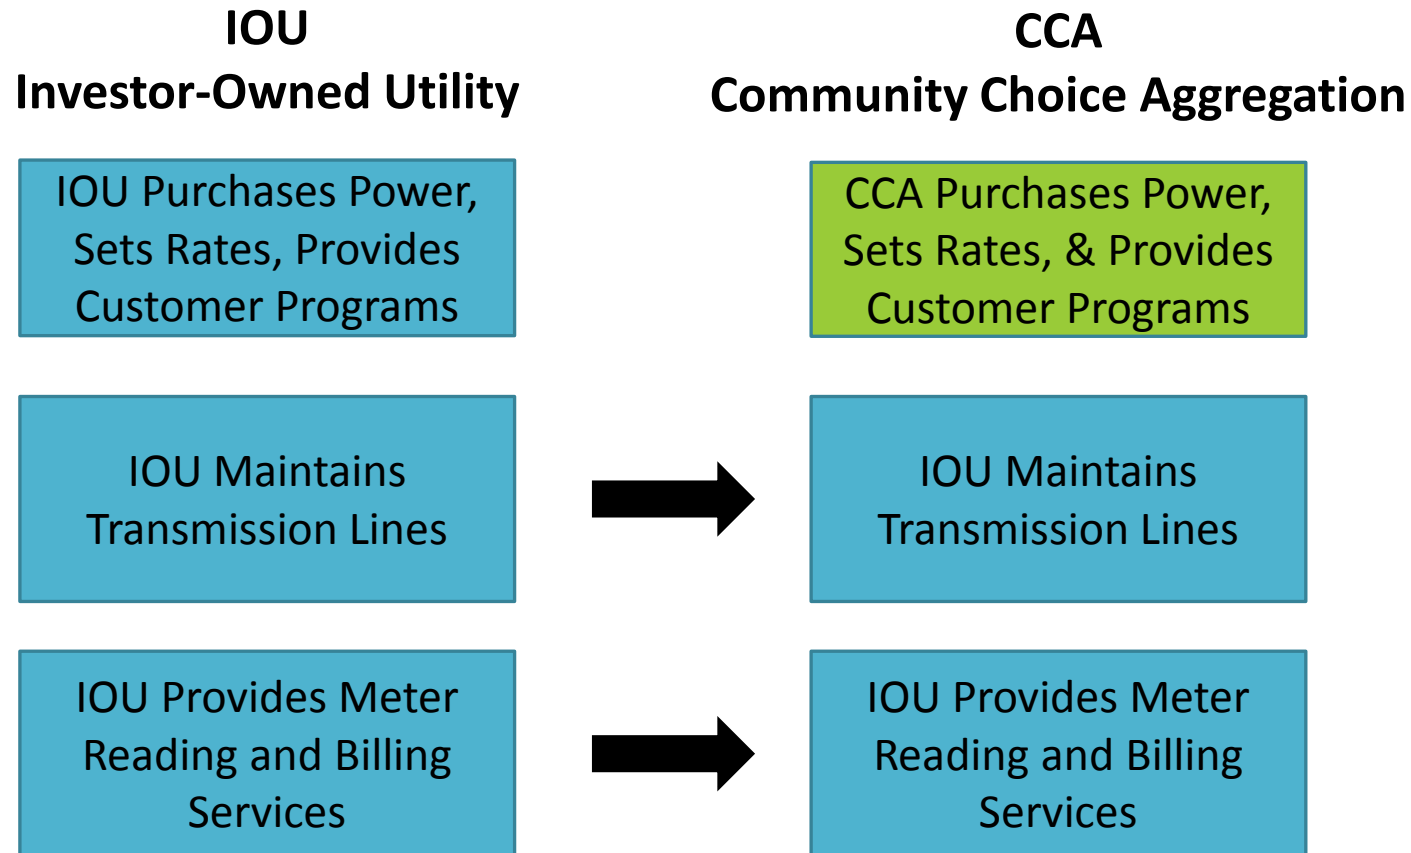 IOU
Investor-Owned Utility
CCA
Community Choice Aggregation
IOU Purchases Power,
Sets Rates, Provides
Customer Programs
CCA Purchases Power,
Sets Rates, & Provides
Customer Programs
IOU Maintains
Transmission Lines
IOU Maintains
Transmission Lines
IOU Provides Meter
Reading and Billing
Services
IOU Provides Meter
Reading and Billing
Services